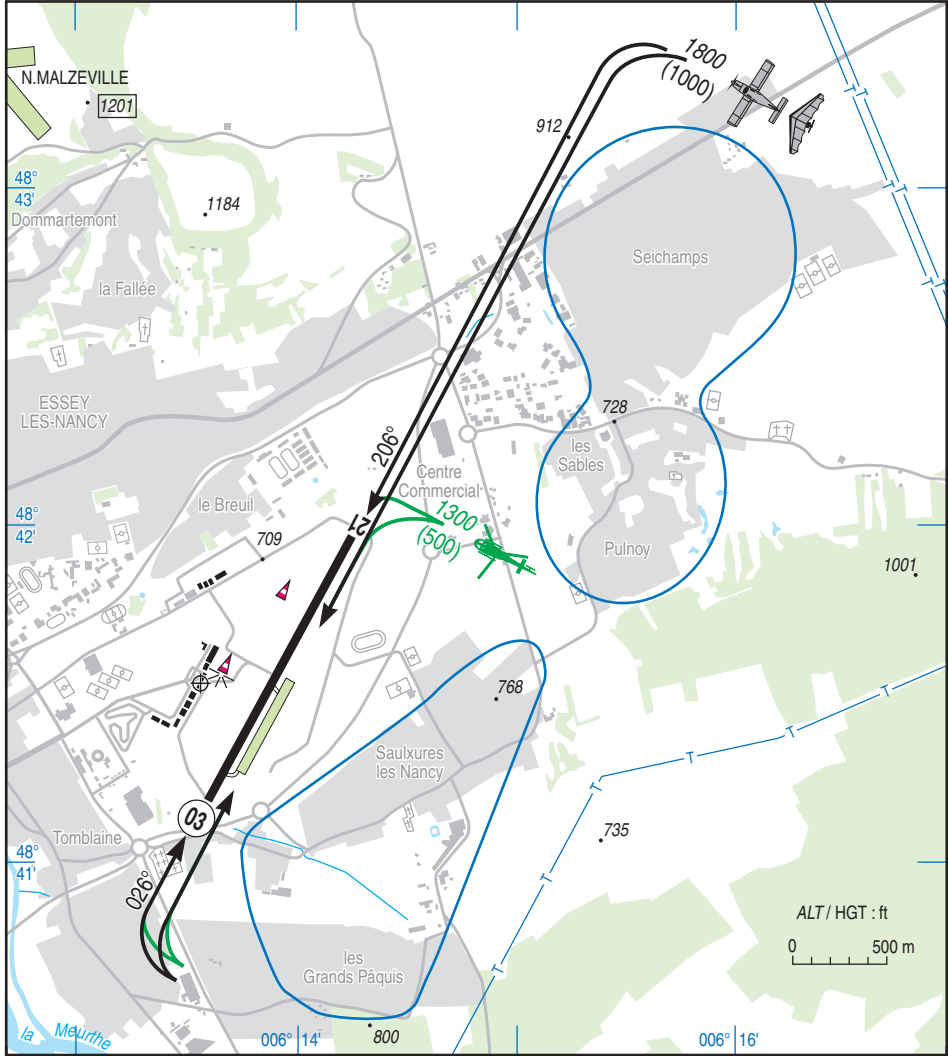 N.MALZEVILLE
1201
1800
(1000)
912
48°
43'
1184
Dommartemont
Seichamps
la Fallée
ESSEY
LES-NANCY
728
206°
les
Sables
Centre
Commercial
le Breuil
21
1300
(500)
48°
42'
709
Pulnoy
1001
768
T
T
T
T
T
T
T
T
T
T
Saulxures
les Nancy
03
Tomblaine
735
48°
41'
026°
ALT / HGT : ft
0 500 m
les
Grands Pâquis
la Meurthe
006° 14'
800
006° 16'